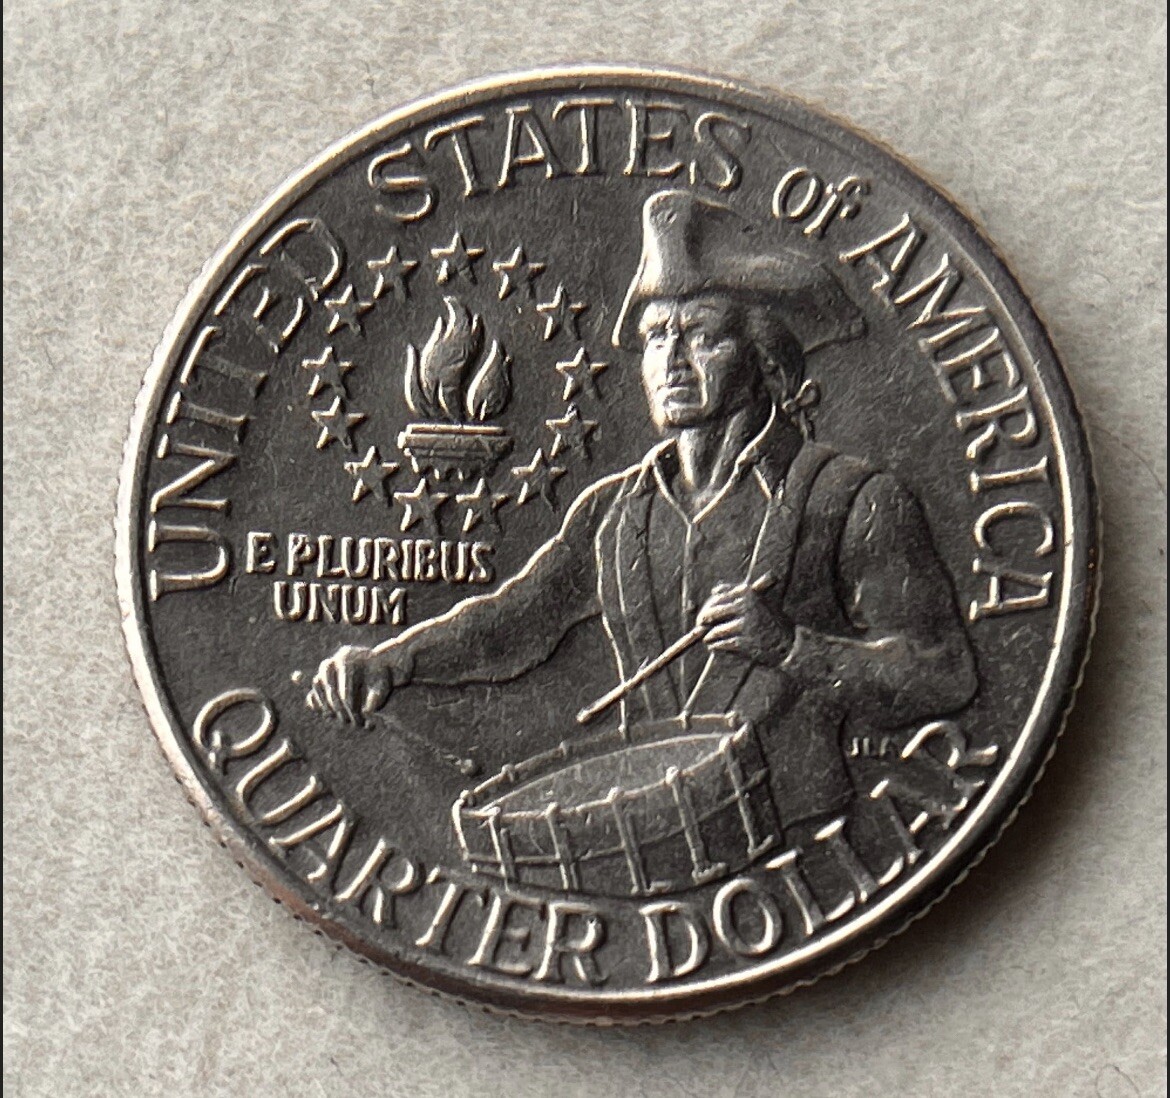 UNITED STATES of AMERICA
E PLURIBUS
UNUM
JLA
QUARTER DOLLAR